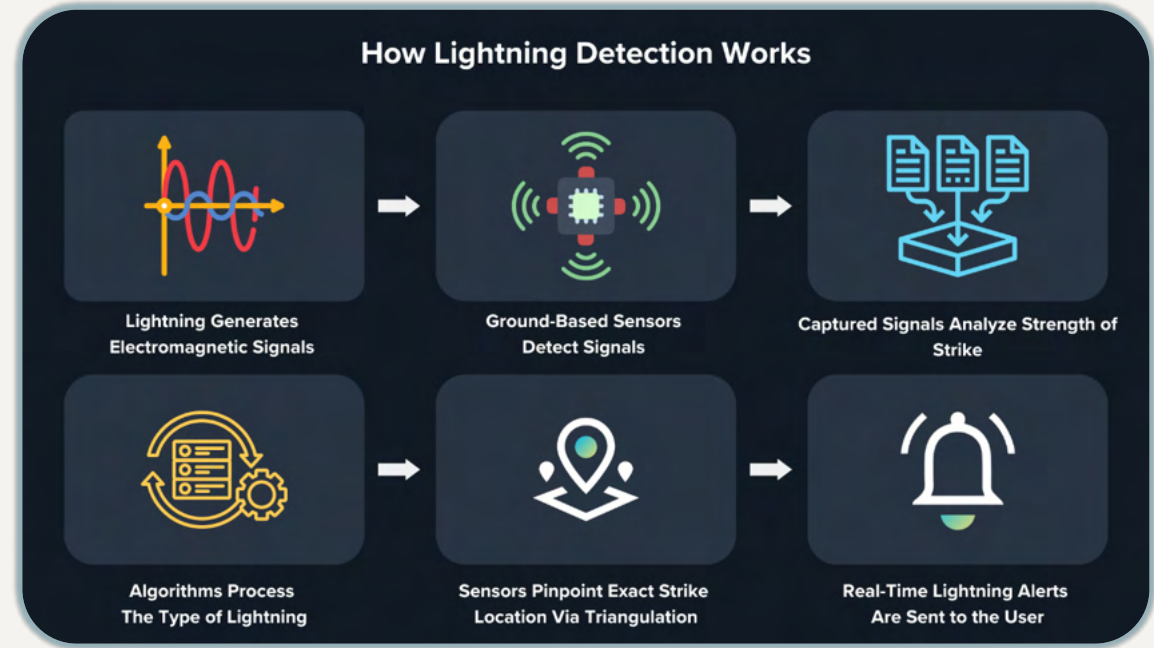 How Lightning Detection Works
Lightning Generates
Electromagnetic Signals
Ground-Based Sensors
Detect Signals
Captured Signals Analyze Strength of
Strike
Algorithms Process
The Type of Lightning
Sensors Pinpoint Exact Strike
Location Via Triangulation
Real-Time Lightning Alerts
Are Sent to the User